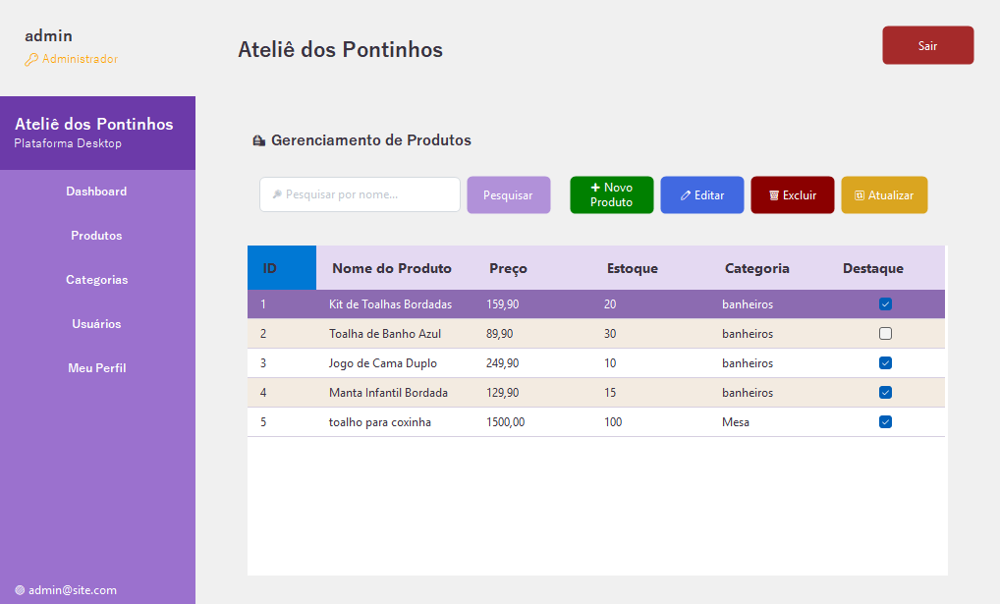 admin
Administrador
Ateliê dos Pontinhos
Sair
Ateliê dos Pontinhos
Plataforma Desktop
Dashboard
Produtos
Categorias
Usuários
Meu Perfil
admin@site.com
Gerenciamento de Produtos
Pesquisar por nome...
Pesquisar
+ Novo
Produto
Editar
Excluir
Atualizar
ID Nome do Produto Preço Estoque Categoria Destaque
1 Kit de Toalhas Bordadas 159,90 20 banheiros
2 Toalha de Banho Azul 89,90 30 banheiros
3 Jogo de Cama Duplo 249,90 10 banheiros
4 Manta Infantil Bordada 129,90 15 banheiros
5 toalho para coxinha 1500,00 100 Mesa